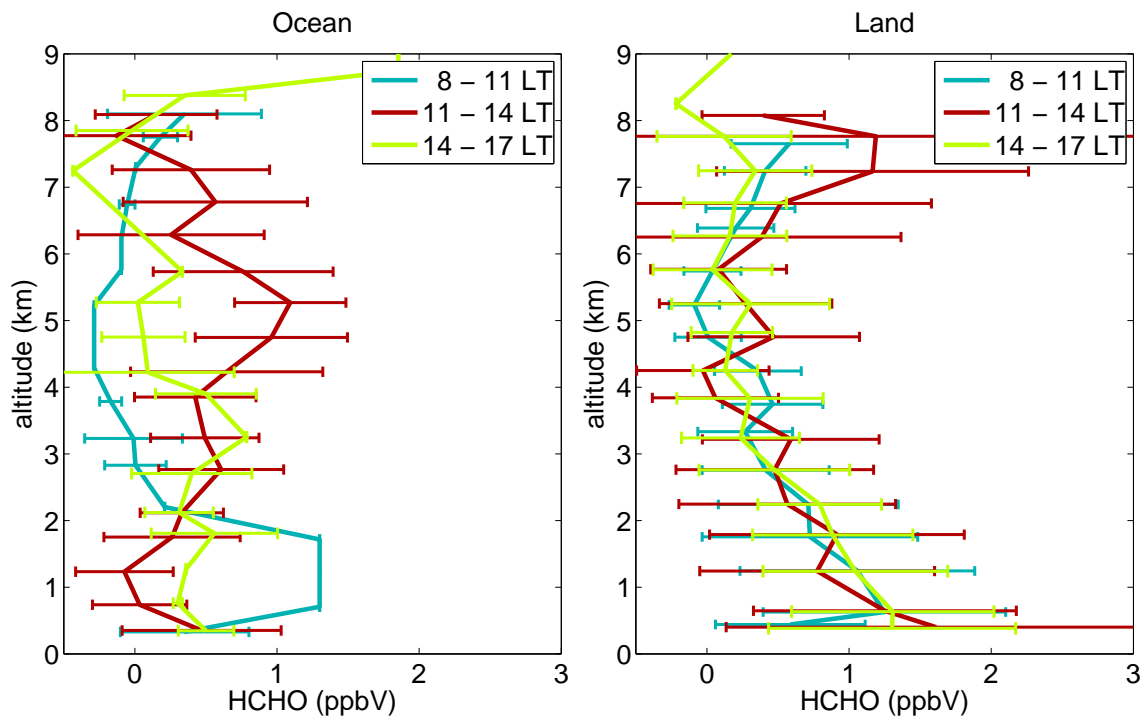 Ocean
9
8
7
6
5
4
3
2
1
0
altitude (km)
8 − 11 LT
11 − 14 LT
14 − 17 LT
0 1 2 3
HCHO (ppbV)
Land
9
8
7
6
5
4
3
2
1
0
altitude (km)
8 − 11 LT
11 − 14 LT
14 − 17 LT
0 1 2 3
HCHO (ppbV)